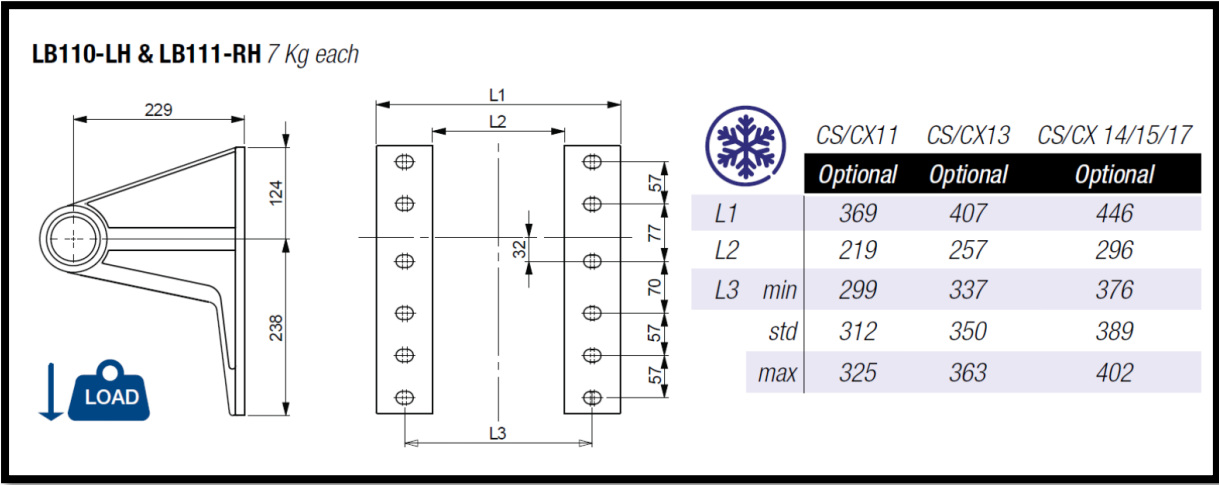 LB110-LH & LB111-RH 7 Kg each
229
124
238
LOAD
L1
L2
57
77
32
70
57
57
L3
CS/CX11 CS/CX13 CS/CX 14/15/17
Optional Optional Optional
L1 369 407 446
L2 219 257 296
L3 min 299 337 376
std 312 350 389
max 325 363 402